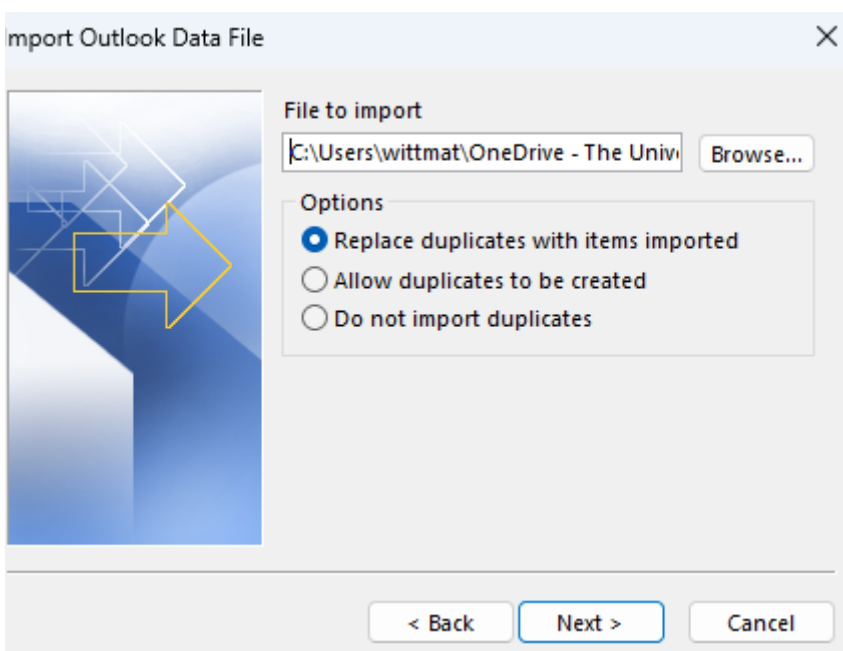 mport Outlook Data File
File to import
C:\Users\wittmat\OneDrive - The Univ
Browse...
Options
Replace duplicates with items imported
Allow duplicates to be created
Do not import duplicates
< Back
Next >
Cancel